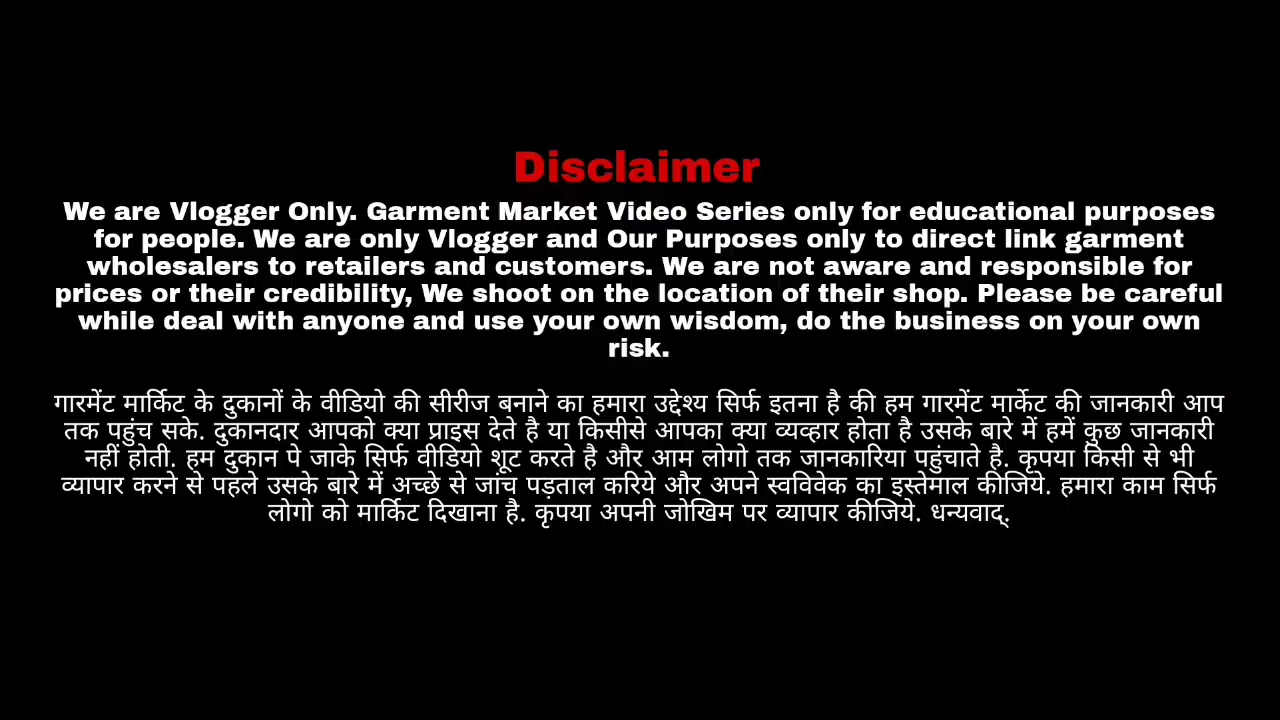 Disclaimer
We are Vlogger Only. Garment Market Video Series only for educational purposes
for people. We are only Vlogger and Our Purposes only to direct link garment
wholesalers to retailers and customers. We are not aware and responsible for
prices or their credibility, We shoot on the location of their shop. Please be careful
while deal with anyone and use your own wisdom, do the business on your own
risk.
गारमेंट मार्किट के दुकानों के वीडियो की सीरीज बनाने का हमारा उद्देश्य सिर्फ इतना है की हम गारमेंट मार्केट की जानकारी आप
तक पहुंच सके. दुकानदार आपको क्या प्राइस देते है या किसीसे आपका क्या व्यव्हार होता है उसके बारे में हमें कुछ जानकारी
नहीं होती. हम दुकान पे जाके सिर्फ वीडियो शूट करते है और आम लोगो तक जानकारिया पहुंचाते है. कृपया किसी से भी
व्यापार करने से पहले उसके बारे में अच्छे से जांच पड़ताल करिये और अपने स्वविवेक का इस्तेमाल कीजिये. हमारा काम सिर्फ
लोगो को मार्किट दिखाना है. कृपया अपनी जोखिम पर व्यापार कीजिये. धन्यवाद्.